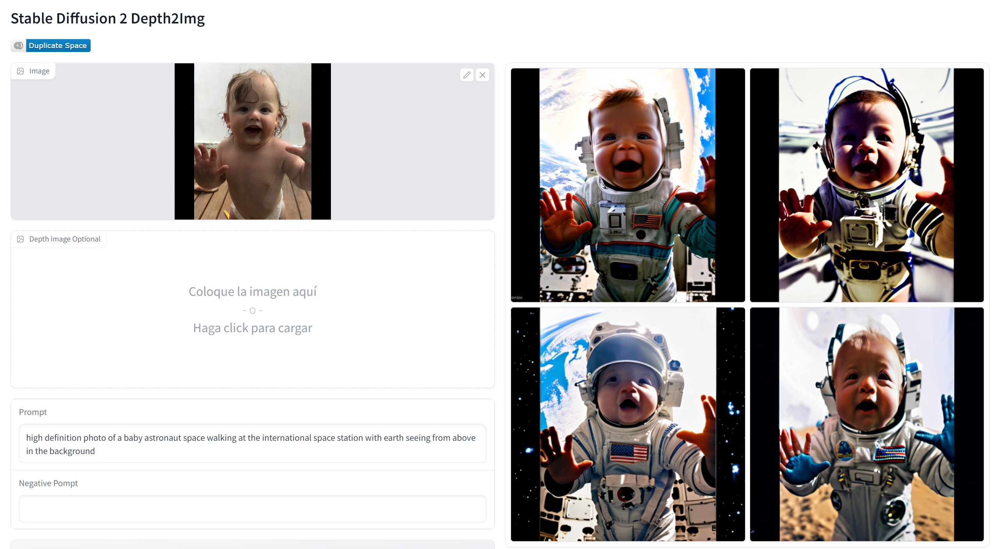 Stable Diffusion 2 Depth2Img
Duplicate Space
Image
Depth image Optional
Coloque la imagen aquí
- o -
Haga click para cargar
Prompt
high definition photo of a baby astronaut space walking at the international space station with earth seeing from above
in the background
Negative Pompt